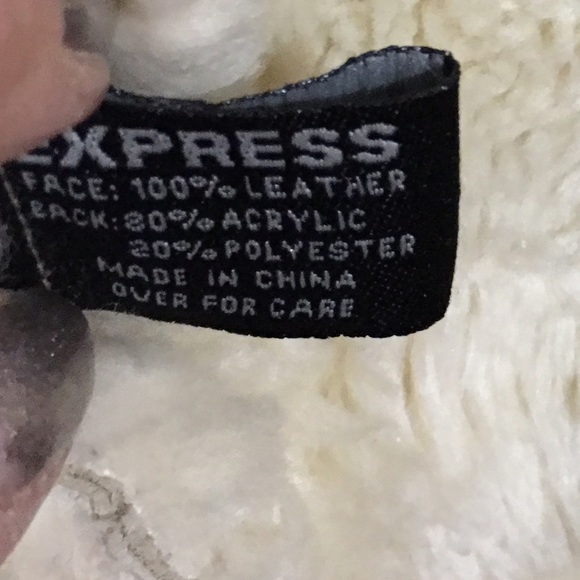 EXPRESS
FACE: 100% LEATHER
BACK: 80% ACRYLIC
20% POLYESTER
MADE IN CHINA
OVER FOR CARE